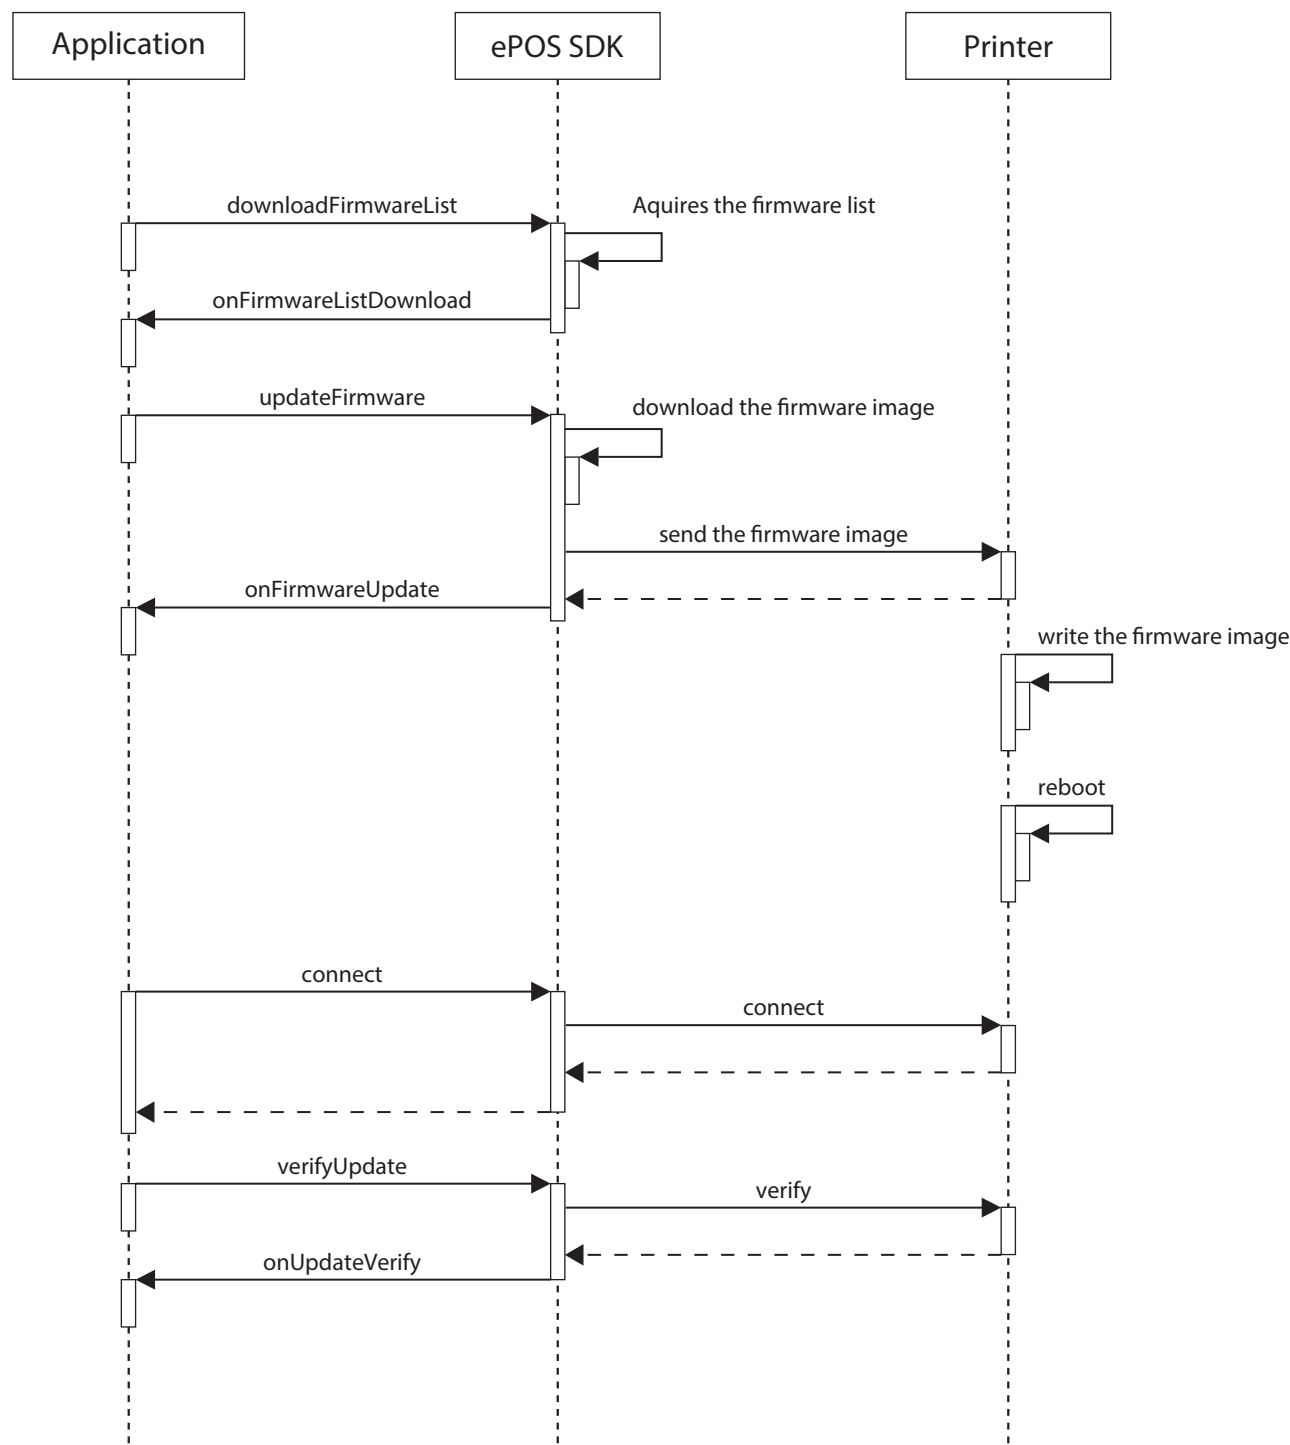 Application
ePOS SDK
Printer
downloadFirmwareList
Aquires the firmware list
onFirmwareListDownload
updateFirmware
download the firmware image
send the firmware image
onFirmwareUpdate
write the firmware image
reboot
connect
connect
verifyUpdate
verify
onUpdateVerify